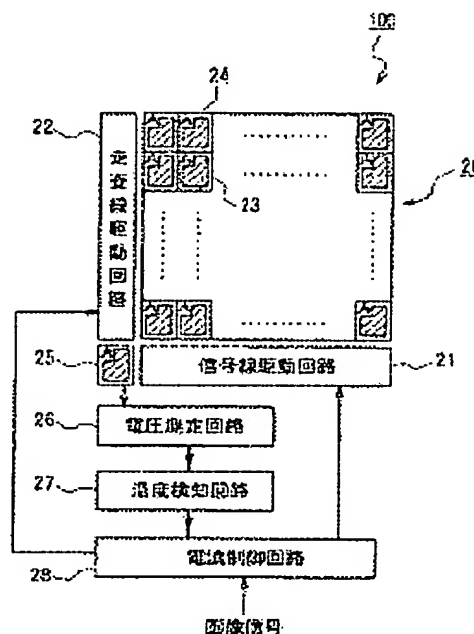 100
24
22
走査線駆動回路
20
23
25
信号線駆動回路
21
26
電圧測定回路
27
温度検知回路
電流制御回路
28
画像信号